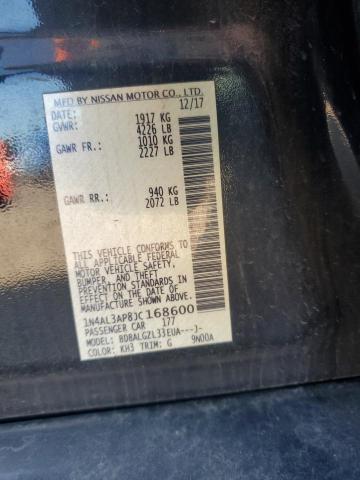 MFD BY NISSAN MOTOR CO., LTD.
DATE: 12/17
GVWR: 1917 KG
4226 LB
GAWR FR.: 1010 KG
2227 LB
GAWR RR.: 940 KG
2072 LB
THIS VEHICLE CONFORMS TO
ALL APPLICABLE FEDERAL
MOTOR VEHICLE SAFETY,
BUMPER, AND THEFT
PREVENTION STANDARDS
IN EFFECT ON THE DATE OF
MANUFACTURE SHOWN ABOVE.
1N4AL3AP8JC168600
PASSENGER CAR 177
MODEL: BDBALGZL33EUA---J-
COLOR: KH3 TRIM: G 9N00A